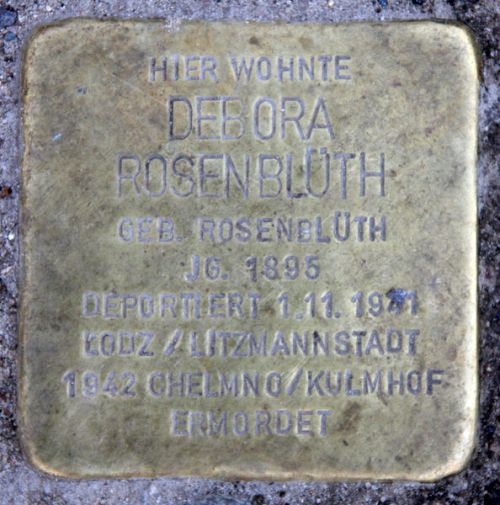 HIER WOHNTE
DEBORA
ROSENBLÜTH
GEB. ROSENBLÜTH
JG. 1895
DEPORTIERT 1.11.1941
ŁODZ / LITZMANNSTADT
1942 CHELMNO/KULMHOF
ERMORDET